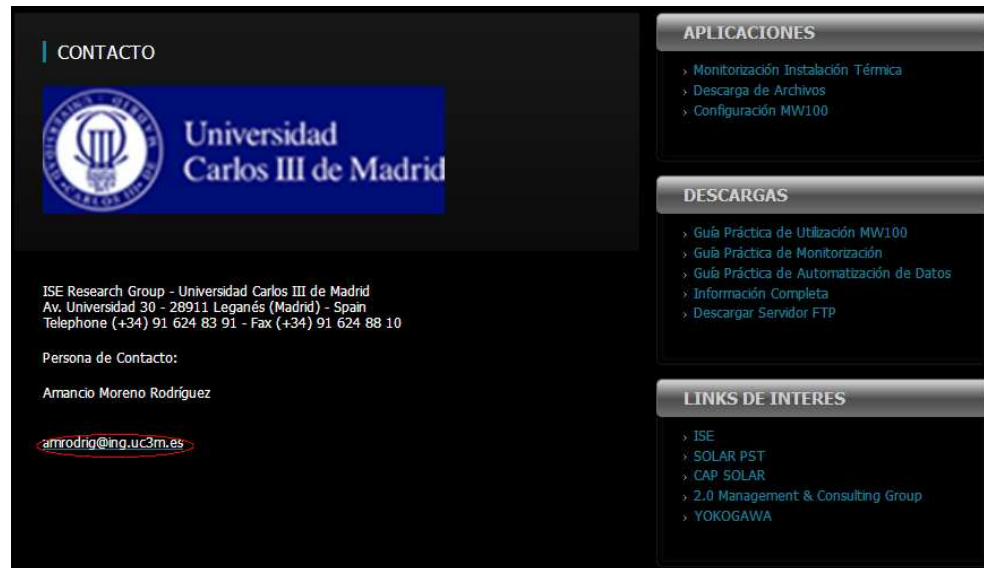 CONTACTO
Universidad
Carlos III de Madrid
ISE Research Group - Universidad Carlos III de Madrid
Av. Universidad 30 - 28911 Leganés (Madrid) - Spain
Telephone (+34) 91 624 83 91 - Fax (+34) 91 624 88 10
Persona de Contacto:
Amancio Moreno Rodríguez
amrodrig@ing.uc3m.es
APLICACIONES
› Monitorización Instalación Térmica
› Descarga de Archivos
› Configuración MW100
DESCARGAS
› Guía Práctica de Utilización MW100
› Guía Práctica de Monitorización
› Guía Práctica de Automatización de Datos
› Información Completa
› Descargar Servidor FTP
LINKS DE INTERES
› ISE
› SOLAR PST
› CAP SOLAR
› 2.0 Management & Consulting Group
› YOKOGAWA